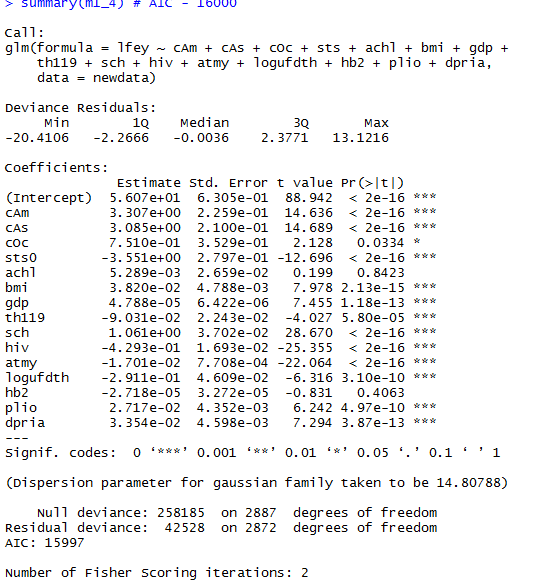 > summary(ml_4) # AIC - 16000
Call:
glm(formula = lfey ~ cAm + cAs + cOc + sts + achl + bmi + gdp +
th119 + sch + hiv + atmy + logufdth + hb2 + plio + dpria,
data = newdata)
Deviance Residuals:
Min 1Q Median 3Q Max
-20.4106 -2.2666 -0.0036 2.3771 13.1216
Coefficients:
Estimate Std. Error t value Pr(>|t|)
(Intercept) 5.607e+01 6.305e-01 88.942 < 2e-16 ***
cAm 3.307e+00 2.259e-01 14.636 < 2e-16 ***
cAs 3.085e+00 2.100e-01 14.689 < 2e-16 ***
cOc 7.510e-01 3.529e-01 2.128 0.0334 *
sts0 -3.551e+00 2.797e-01 -12.696 < 2e-16 ***
achl 5.289e-03 2.659e-02 0.199 0.8423
bmi 3.820e-02 4.788e-03 7.978 2.13e-15 ***
gdp 4.788e-05 6.422e-06 7.455 1.18e-13 ***
th119 -9.031e-02 2.243e-02 -4.027 5.80e-05 ***
sch 1.061e+00 3.702e-02 28.670 < 2e-16 ***
hiv -4.293e-01 1.693e-02 -25.355 < 2e-16 ***
atmy -1.701e-02 7.708e-04 -22.064 < 2e-16 ***
logufdth -2.911e-01 4.609e-02 -6.316 3.10e-10 ***
hb2 -2.718e-05 3.272e-05 -0.831 0.4063
plio 2.717e-02 4.352e-03 6.242 4.97e-10 ***
dpria 3.354e-02 4.598e-03 7.294 3.87e-13 ***
---
Signif. codes: 0 ‘***’ 0.001 ‘**’ 0.01 ‘*’ 0.05 ‘.’ 0.1 ‘ ’ 1
(Dispersion parameter for gaussian family taken to be 14.80788)
Null deviance: 258185 on 2887 degrees of freedom
Residual deviance: 42528 on 2872 degrees of freedom
AIC: 15997
Number of Fisher Scoring iterations: 2